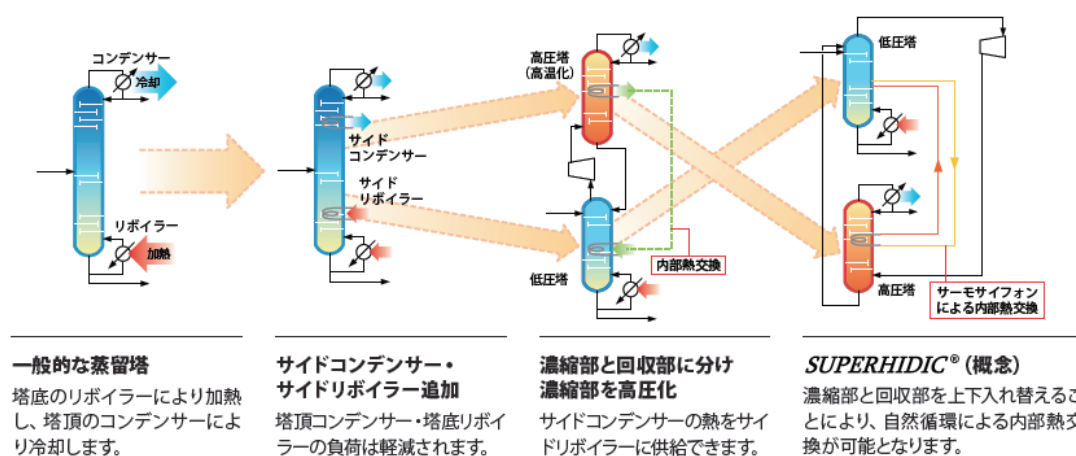 コンデンサー
冷却
リボイラー
加熱
サイド
コンデンサー
サイド
リボイラー
高圧塔
(高温化)
低圧塔
内部熱交換
低圧塔
高圧塔
サーモサイフォン
による内部熱交換
一般的な蒸留塔
塔底のリボイラーにより加熱
し、塔頂のコンデンサーによ
り冷却します。
サイドコンデンサー・
サイドリボイラー追加
塔頂コンデンサー・塔底リボイ
ラーの負荷は軽減されます。
濃縮部と回収部に分け
濃縮部を高圧化
サイドコンデンサーの熱をサイ
ドリボイラーに供給できます。
SUPERHIDIC®(概念)
濃縮部と回収部を上下入れ替えるこ
とにより、自然循環による内部熱交
換が可能となります。